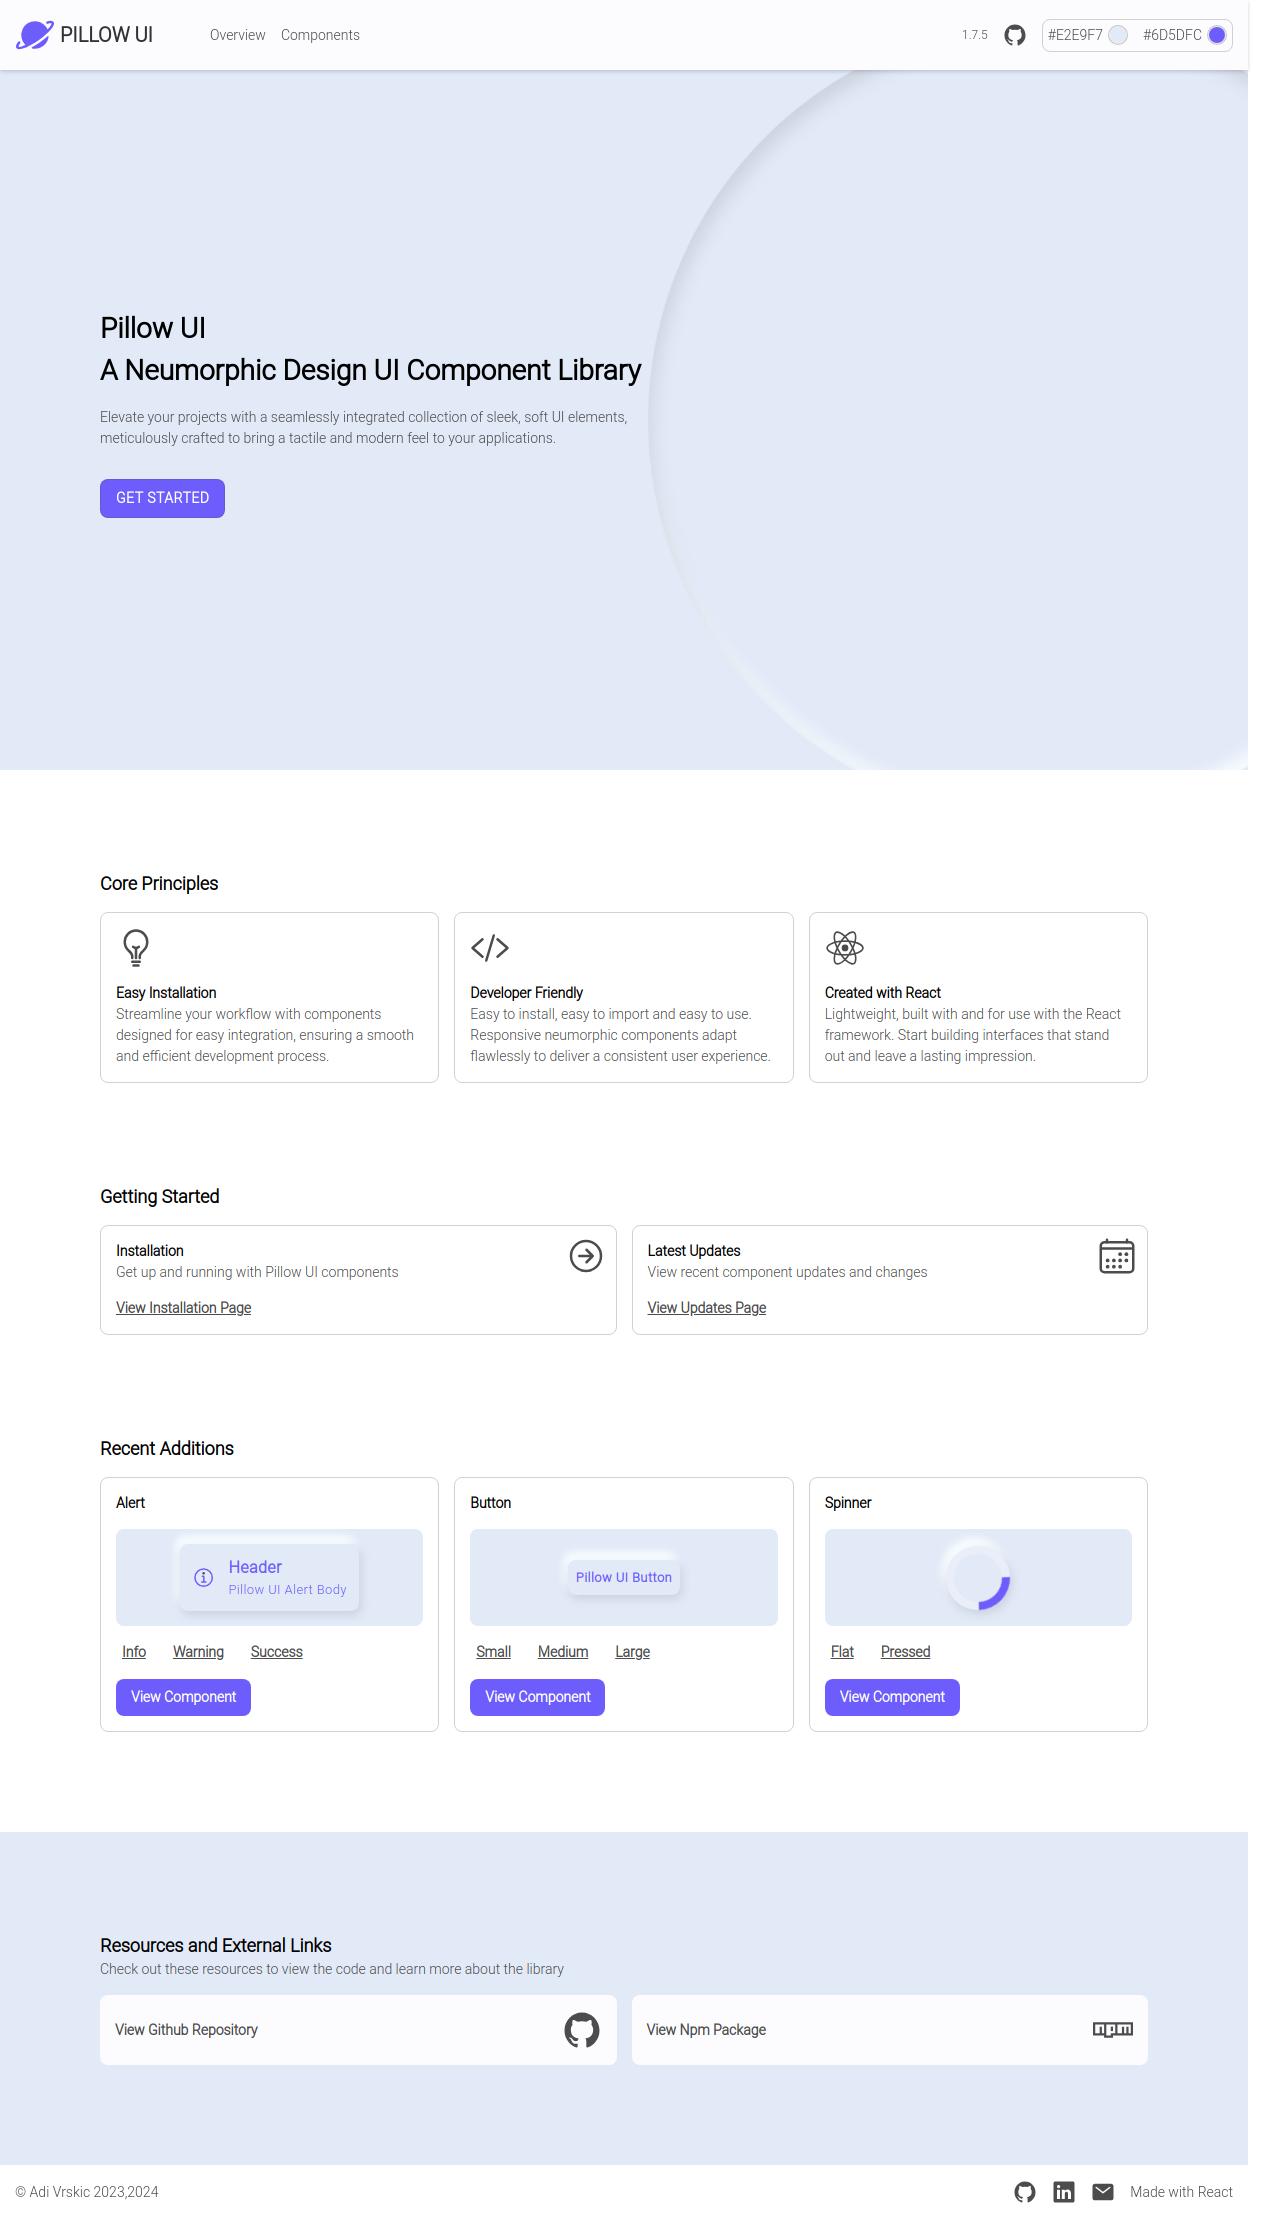 PILLOW UI
Overview Components
1.7.5
#E2E9F7 #6D5DFC
Pillow UI
A Neumorphic Design UI Component Library
Elevate your projects with a seamlessly integrated collection of sleek, soft UI elements,
meticulously crafted to bring a tactile and modern feel to your applications.
GET STARTED
Core Principles
Easy Installation
Streamline your workflow with components
designed for easy integration, ensuring a smooth
and efficient development process.
Developer Friendly
Easy to install, easy to import and easy to use.
Responsive neumorphic components adapt
flawlessly to deliver a consistent user experience.
Created with React
Lightweight, built with and for use with the React
framework. Start building interfaces that stand
out and leave a lasting impression.
Getting Started
Installation
Get up and running with Pillow UI components
View Installation Page
Latest Updates
View recent component updates and changes
View Updates Page
Recent Additions
Alert
Header
Pillow UI Alert Body
Info Warning Success
View Component
Button
Pillow UI Button
Small Medium Large
View Component
Spinner
Flat Pressed
View Component
Resources and External Links
Check out these resources to view the code and learn more about the library
View Github Repository
View Npm Package
npm
© Adi Vrskic 2023,2024
in
Made with React